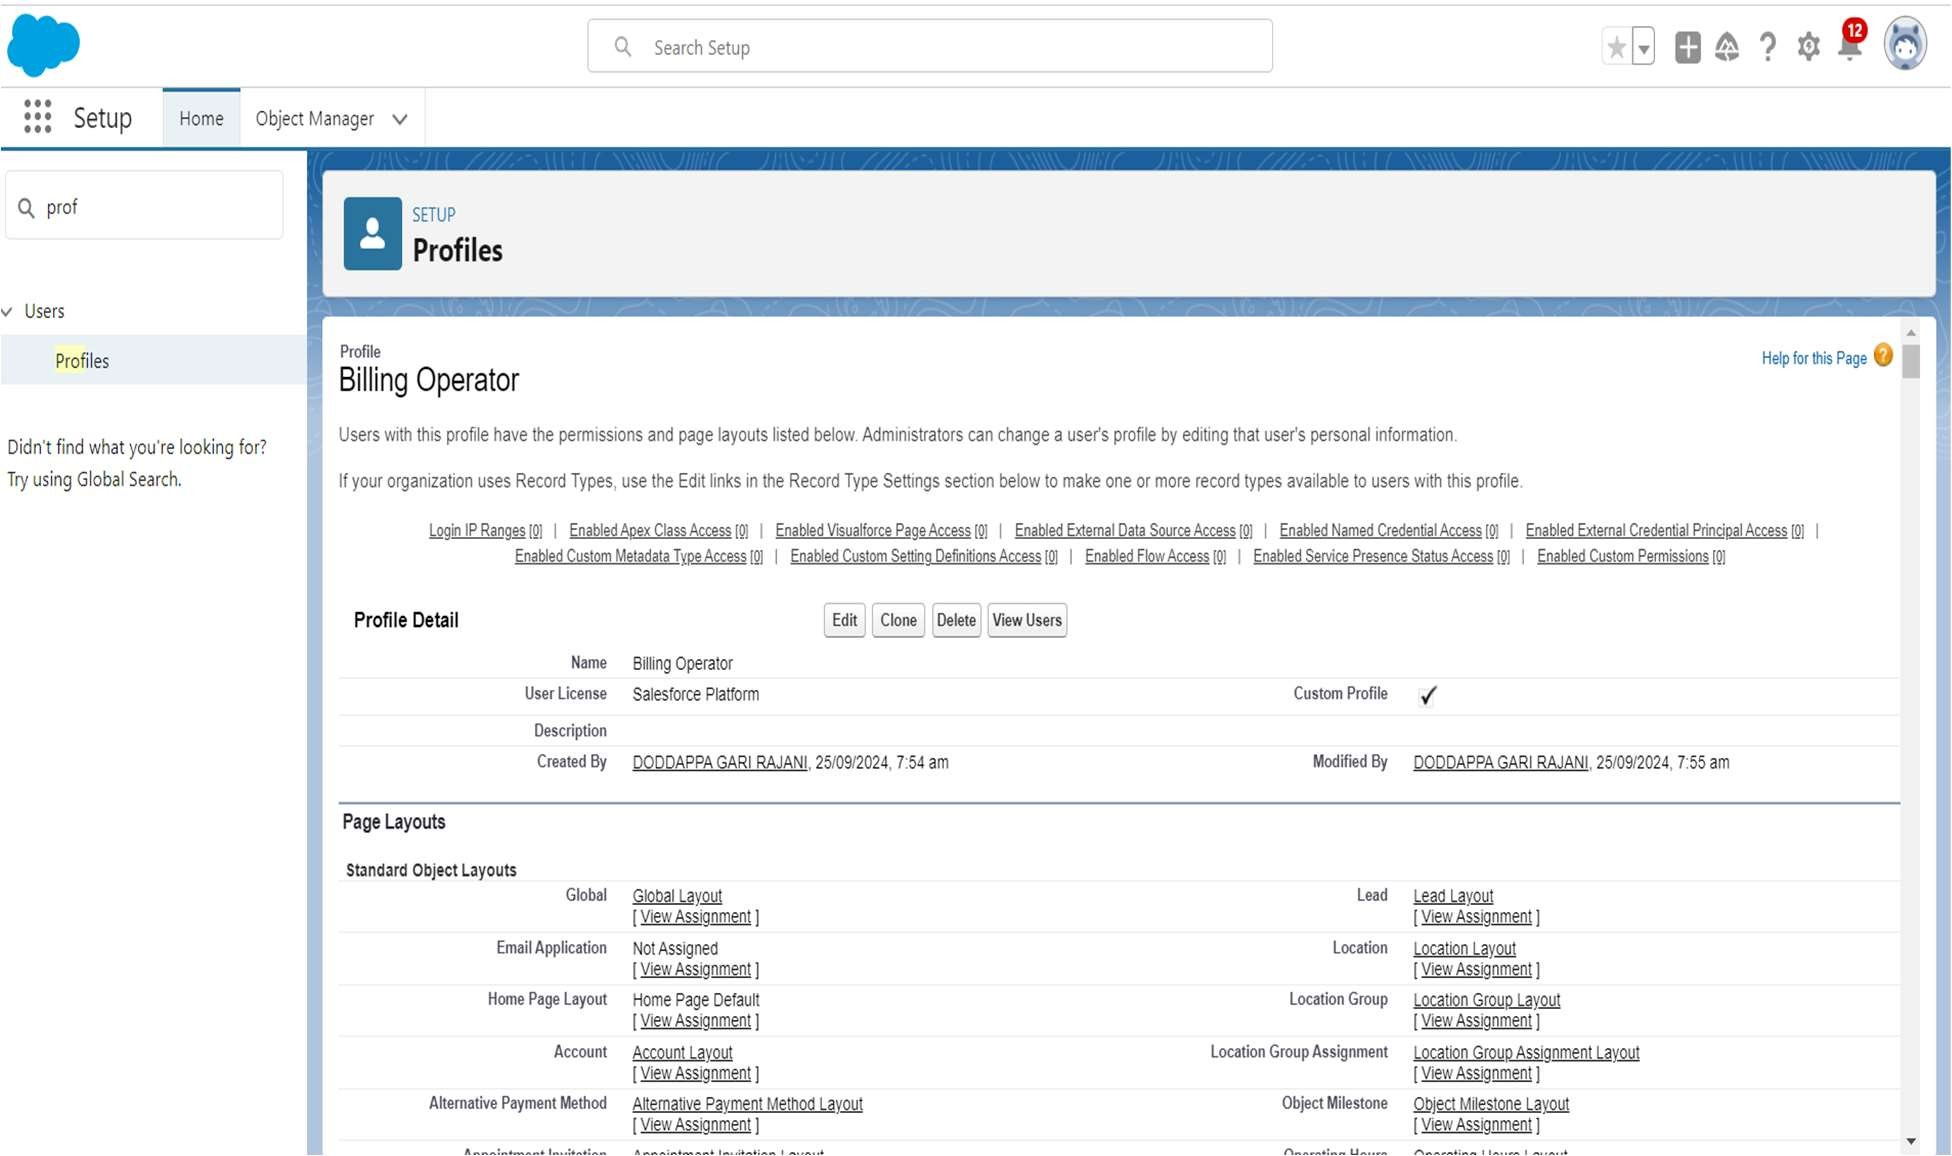 Search Setup
12
Setup
Home
Object Manager
prof
Users
Profiles
Didn't find what you're looking for?
Try using Global Search.
SETUP
Profiles
Profile
Billing Operator
Help for this Page
?
Users with this profile have the permissions and page layouts listed below. Administrators can change a user's profile by editing that user's personal information.
If your organization uses Record Types, use the Edit links in the Record Type Settings section below to make one or more record types available to users with this profile.
Login IP Ranges [0] | Enabled Apex Class Access [0] | Enabled Visualforce Page Access [0] | Enabled External Data Source Access [0] | Enabled Named Credential Access [0] | Enabled External Credential Principal Access [0] |
Enabled Custom Metadata Type Access [0] | Enabled Custom Setting Definitions Access [0] | Enabled Flow Access [0] | Enabled Service Presence Status Access [0] | Enabled Custom Permissions [0]
Profile Detail
Edit Clone Delete View Users
Name Billing Operator
User License Salesforce Platform Custom Profile
Description
Created By DODDAPPA GARI RAJANI, 25/09/2024, 7:54 am Modified By DODDAPPA GARI RAJANI, 25/09/2024, 7:55 am
Page Layouts
Standard Object Layouts
Global Global Layout Lead Lead Layout
[ View Assignment ] [ View Assignment ]
Email Application Not Assigned Location Location Layout
[ View Assignment ] [ View Assignment ]
Home Page Layout Home Page Default Location Group Location Group Layout
[ View Assignment ] [ View Assignment ]
Account Account Layout Location Group Assignment Location Group Assignment Layout
[ View Assignment ] [ View Assignment ]
Alternative Payment Method Alternative Payment Method Layout Object Milestone Object Milestone Layout
[ View Assignment ] [ View Assignment ]
Appointment Invitation Appointment Invitation Layout Operating Hours Operating Hours Layout